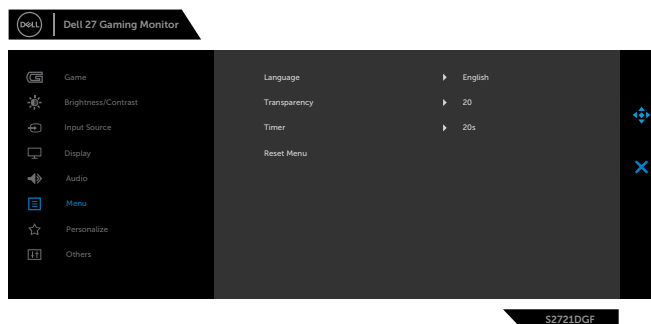 DELL
Dell 27 Gaming Monitor
Game
Language
English
Brightness/Contrast
Transparency
20
Input Source
Timer
20s
Display
Reset Menu
Audio
Menu
Personalize
Others
S2721DGF